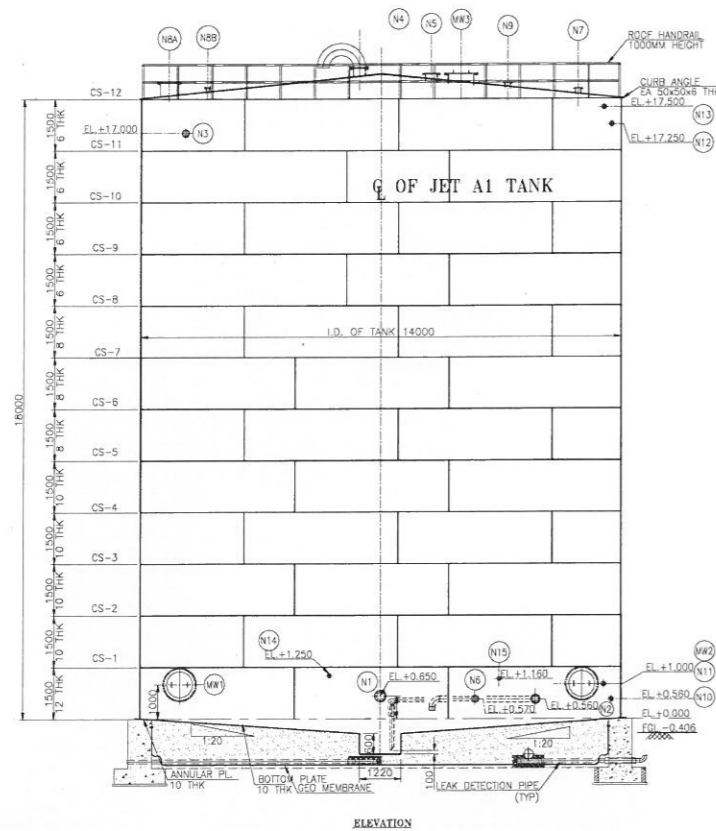 N8A
N8B
N4
N5
MW3
N9
N7
ROOF HANDRAIL
1000MM HEIGHT
CURB ANGLE
EA 50x50x6 TH
CS-12
EL.+17.500
N13
EL.+17.000
N3
EL.+17.250
N12
1500
6 THK
CS-11
1500
6 THK
℄ OF JET A1 TANK
CS-10
1500
6 THK
CS-9
1500
6 THK
CS-8
1500
8 THK
I.D. OF TANK 14000
CS-7
1500
8 THK
18000
CS-6
1500
8 THK
CS-5
1500
10 THK
CS-4
1500
10 THK
CS-3
1500
10 THK
CS-2
1500
10 THK
CS-1
N14
EL.+1.250
N15
EL.+1.160
MW2
EL.+1.000
N11
1500
12 THK
1000
MW1
N1
EL.+0.650
N6
EL.+0.570
EL.+0.560
N2
EL.+0.560
N10
EL.+0.000
FGL-0.406
1:20
1:20
1220
100
ANNULAR PL.
10 THK
BOTTOM PLATE
10 THK
GEO MEMBRANE
LEAK DETECTION PIPE
(TYP)
ELEVATION